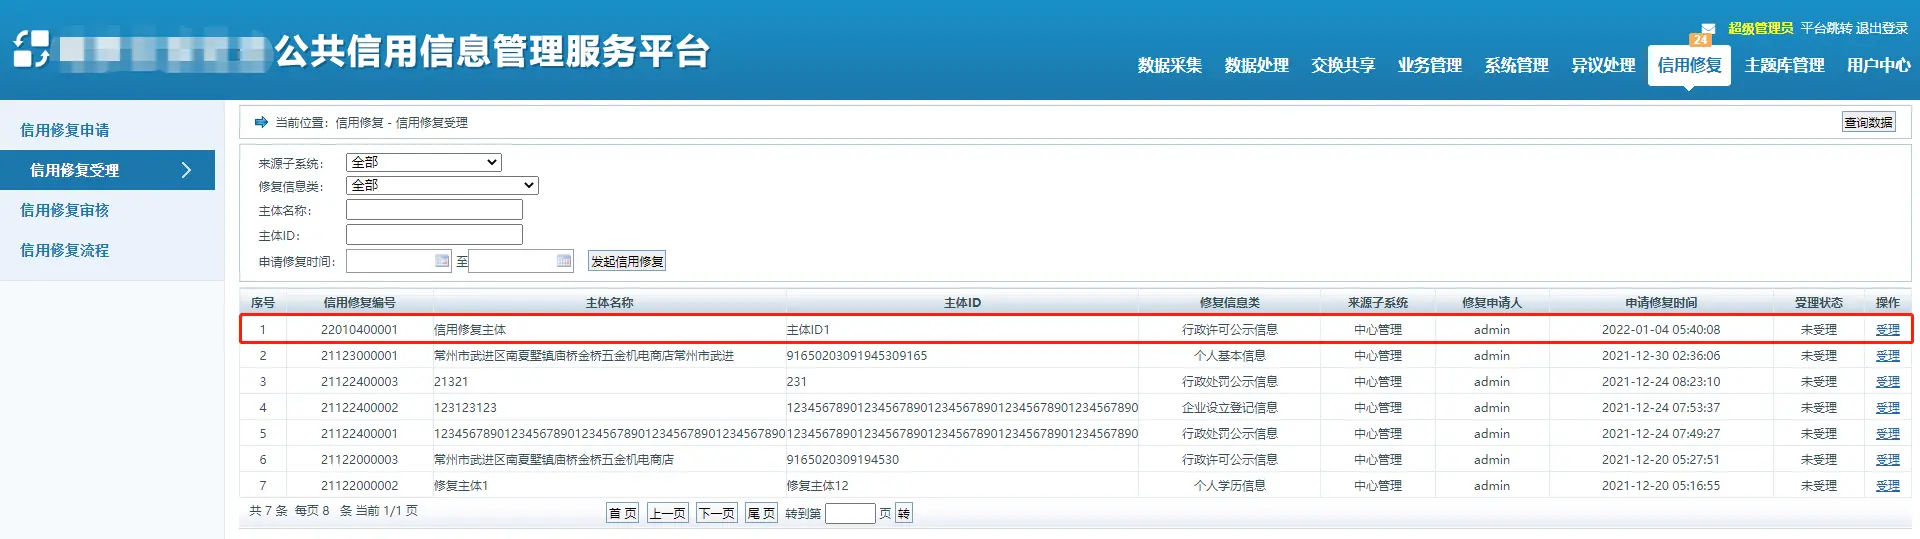 超级管理员 平台跳转 退出登录
24
公共信用信息管理服务平台
数据采集 数据处理 交换共享 业务管理 系统管理 异议处理 信用修复 主题库管理 用户中心
信用修复申请
信用修复受理
信用修复审核
信用修复流程
当前位置：信用修复 - 信用修复受理 查询数据
来源子系统： 全部
修复信息类： 全部
主体名称：
主体ID：
申请修复时间： 至 发起信用修复
序号 信用修复编号 主体名称 主体ID 修复信息类 来源子系统 修复申请人 申请修复时间 受理状态 操作
1 22010400001 信用修复主体 主体ID1 行政许可公示信息 中心管理 admin 2022-01-04 05:40:08 未受理 受理
2 21123000001 常州市武进区南夏墅镇庙桥金桥五金机电商店常州市武进 91650203091945309165 个人基本信息 中心管理 admin 2021-12-30 02:36:06 未受理 受理
3 21122400003 21321 231 行政处罚公示信息 中心管理 admin 2021-12-24 08:23:10 未受理 受理
4 21122400002 123123123 12345678901234567890123456789012345678901234567890 企业设立登记信息 中心管理 admin 2021-12-24 07:53:37 未受理 受理
5 21122400001 12345678901234567890123456789012345678901234567890 12345678901234567890123456789012345678901234567890 行政处罚公示信息 中心管理 admin 2021-12-24 07:49:27 未受理 受理
6 21122000003 常州市武进区南夏墅镇庙桥金桥五金机电商店 9165020309194530 行政许可公示信息 中心管理 admin 2021-12-20 05:27:51 未受理 受理
7 21122000002 修复主体1 修复主体12 个人学历信息 中心管理 admin 2021-12-20 05:16:55 未受理 受理
共 7 条 每页 8 条 当前 1/1 页 首 页 上一页 下一页 尾 页 转到第 页 转